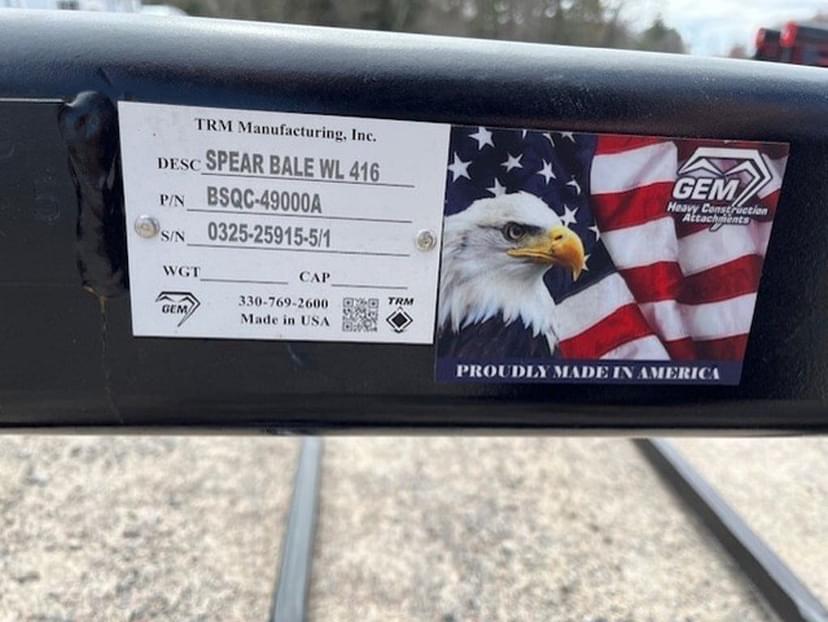 TRM Manufacturing, Inc.
DESC SPEAR BALE WL 416
P/N BSQC-49000A
S/N 0325-25915-5/1
WGT CAP
GEM
330-769-2600
Made in USA
TRM
GEM
Heavy Construction
Attachments
PROUDLY MADE IN AMERICA